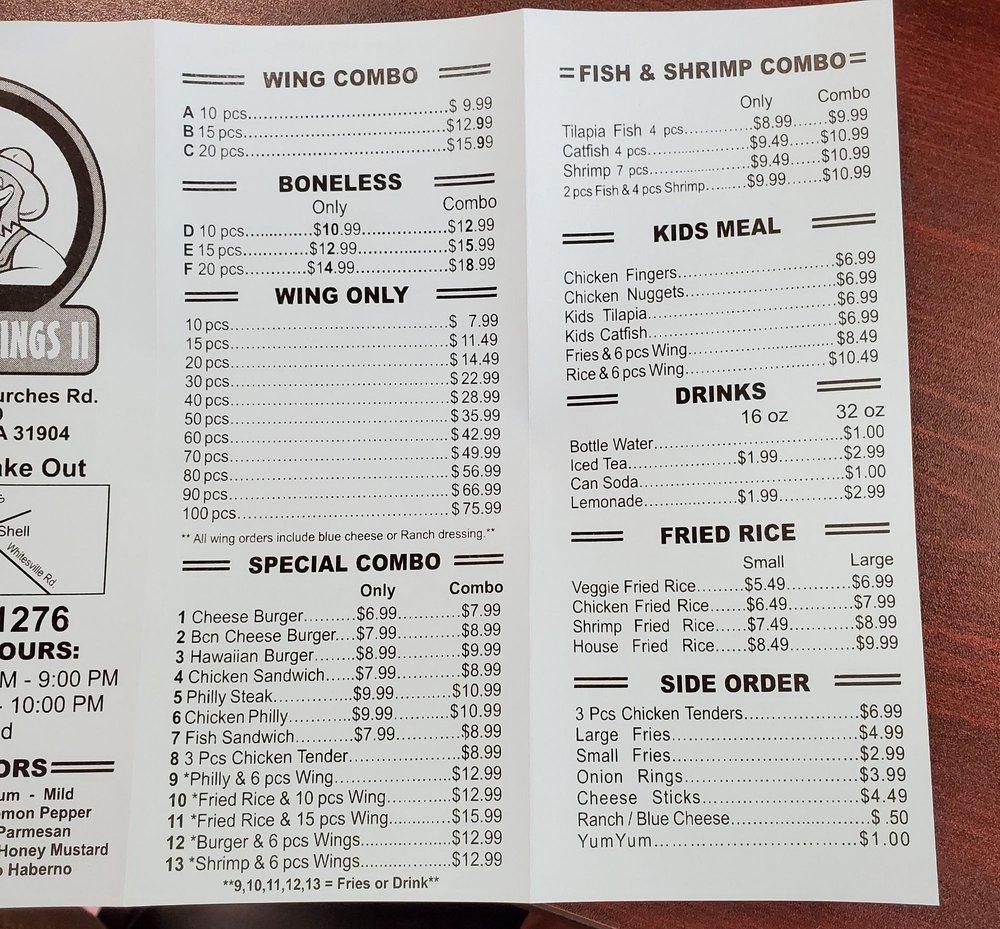 INGS II
urches Rd.
A 31904
ke Out
Shell
Whitesville Rd
1276
OURS:
M - 9:00 PM
- 10:00 PM
d
ORS
um - Mild
emon Pepper
Parmesan
Honey Mustard
o Haberno
WING COMBO
A 10 pcs..........$ 9.99
B 15 pcs..........$12.99
C 20 pcs..........$15.99
BONELESS
Only Combo
D 10 pcs..........$10.99..........$12.99
E 15 pcs..........$12.99..........$15.99
F 20 pcs..........$14.99..........$18.99
WING ONLY
10 pcs..........$ 7.99
15 pcs..........$ 11.49
20 pcs..........$ 14.49
30 pcs..........$ 22.99
40 pcs..........$ 28.99
50 pcs..........$ 35.99
60 pcs..........$ 42.99
70 pcs..........$ 49.99
80 pcs..........$ 56.99
90 pcs..........$ 66.99
100 pcs..........$ 75.99
** All wing orders include blue cheese or Ranch dressing.**
SPECIAL COMBO
Only Combo
1 Cheese Burger..........$6.99..........$7.99
2 Bcn Cheese Burger....$7.99..........$8.99
3 Hawaiian Burger.......$8.99..........$9.99
4 Chicken Sandwich.....$7.99..........$8.99
5 Philly Steak..........$9.99..........$10.99
6 Chicken Philly..........$9.99..........$10.99
7 Fish Sandwich..........$7.99..........$8.99
8 3 Pcs Chicken Tender..........$8.99
9 *Philly & 6 pcs Wing..........$12.99
10 *Fried Rice & 10 pc Wing..........$12.99
11 *Fried Rice & 15 pc Wing..........$15.99
12 *Burger & 6 pcs Wings..........$12.99
13 *Shrimp & 6 pcs Wings..........$12.99
**9,10,11,12,13 = Fries or Drink**
FISH & SHRIMP COMBO
Only Combo
Tilapia Fish 4 pcs..........$8.99......$9.99
Catfish 4 pcs..........$9.49......$10.99
Shrimp 7 pcs..........$9.49......$10.99
2 pcs Fish & 4 pcs Shrimp........$9.99......$10.99
KIDS MEAL
Chicken Fingers..........$6.99
Chicken Nuggets..........$6.99
Kids Tilapia..........$6.99
Kids Catfish..........$6.99
Fries & 6 pcs Wing..........$8.49
Rice & 6 pcs Wing..........$10.49
DRINKS
16 oz 32 oz
Bottle Water..........$1.00
Iced Tea..........$1.99..........$2.99
Can Soda..........$1.00
Lemonade..........$1.99..........$2.99
FRIED RICE
Small Large
Veggie Fried Rice.......$5.49..........$6.99
Chicken Fried Rice......$6.49..........$7.99
Shrimp Fried Rice......$7.49..........$8.99
House Fried Rice......$8.49..........$9.99
SIDE ORDER
3 Pcs Chicken Tenders..........$6.99
Large Fries..........$4.99
Small Fries..........$2.99
Onion Rings..........$3.99
Cheese Sticks..........$4.49
Ranch / Blue Cheese..........$ .50
YumYum..........$1.00